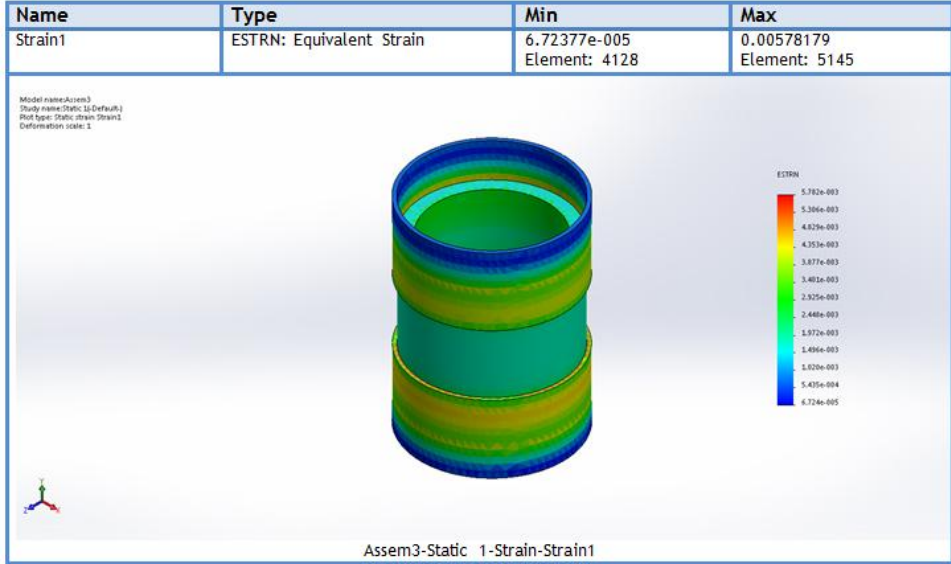 Name Type Min Max
Strain1 ESTRN: Equivalent Strain 6.72377e-005 0.00578179
Element: 4128 Element: 5145
Model name:Assem3
Study name:Static 1(-Default-)
Plot type: Static strain Strain1
Deformation scale: 1
ESTRN
5.782e-003
5.306e-003
4.829e-003
4.353e-003
3.877e-003
3.401e-003
2.925e-003
2.448e-003
1.972e-003
1.496e-003
1.020e-003
5.435e-004
6.724e-005
Y
Z X
Assem3-Static 1-Strain-Strain1